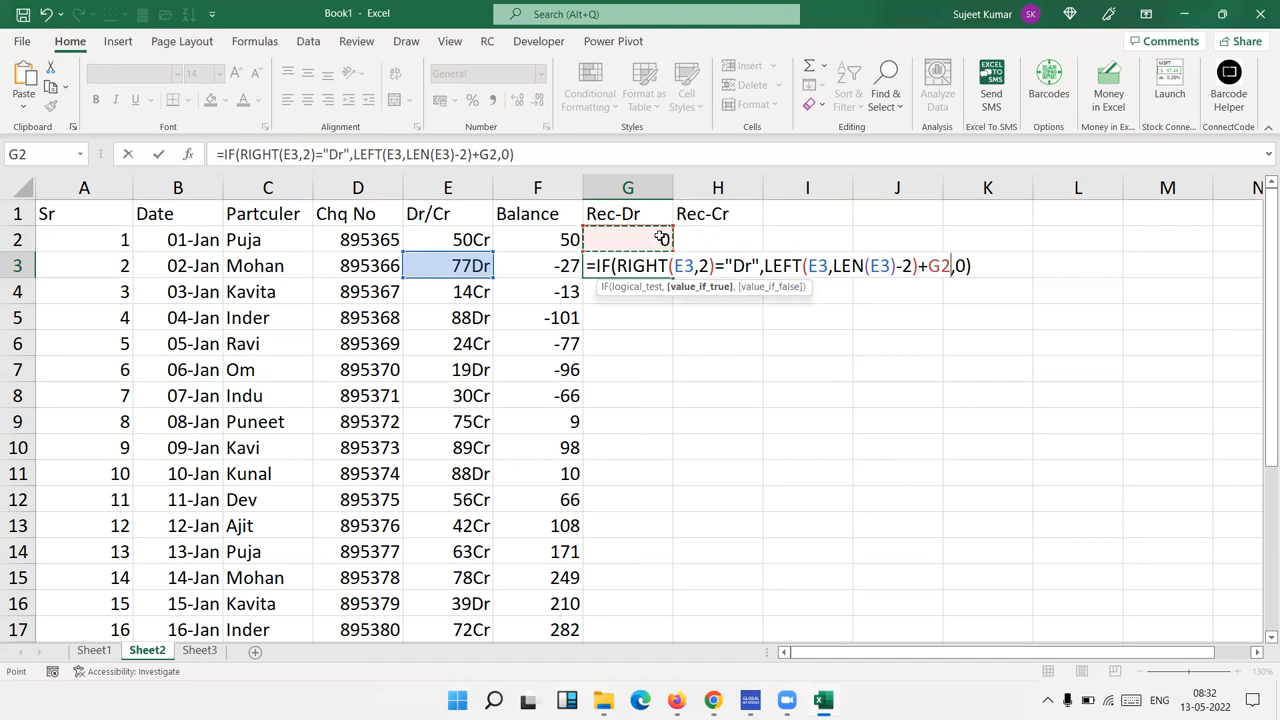 Book1 - Excel
Search (Alt+Q)
Sujeet Kumar
SK
File Home Insert Page Layout Formulas Data Review View Draw RC Developer Power Pivot
Comments
Share
Paste
14
General
Conditional Formatting
Format as Table
Cell Styles
Insert
Delete
Format
Sort & Filter
Find & Select
Analyze Data
Send SMS
Barcodes
Money in Excel
Launch
Barcode Helper
Clipboard
Font
Alignment
Number
Styles
Cells
Editing
Analysis
Excel To SMS
Options
Money in Ex...
Stock Conne...
ConnectCode
G2
=IF(RIGHT(E3,2)="Dr",LEFT(E3,LEN(E3)-2)+G2,0)
A B C D E F G H I J K L M N
1 Sr Date Partculer Chq No Dr/Cr Balance Rec-Dr Rec-Cr
2 1 01-Jan Puja 895365 50Cr 50 0
3 2 02-Jan Mohan 895366 77Dr -27 =IF(RIGHT(E3,2)="Dr",LEFT(E3,LEN(E3)-2)+G2,0)
IF(logical_test, [value_if_true], [value_if_false])
4 3 03-Jan Kavita 895367 14Cr -13
5 4 04-Jan Inder 895368 88Dr -101
6 5 05-Jan Ravi 895369 24Cr -77
7 6 06-Jan Om 895370 19Dr -96
8 7 07-Jan Indu 895371 30Cr -66
9 8 08-Jan Puneet 895372 75Cr 9
10 9 09-Jan Kavi 895373 89Cr 98
11 10 10-Jan Kunal 895374 88Dr 10
12 11 11-Jan Dev 895375 56Cr 66
13 12 12-Jan Ajit 895376 42Cr 108
14 13 13-Jan Puja 895377 63Cr 171
15 14 14-Jan Mohan 895378 78Cr 249
16 15 15-Jan Kavita 895379 39Dr 210
17 16 16-Jan Inder 895380 72Cr 282
Sheet1 Sheet2 Sheet3
Point
Accessibility: Investigate
130%
ENG
08:32
13-05-2022